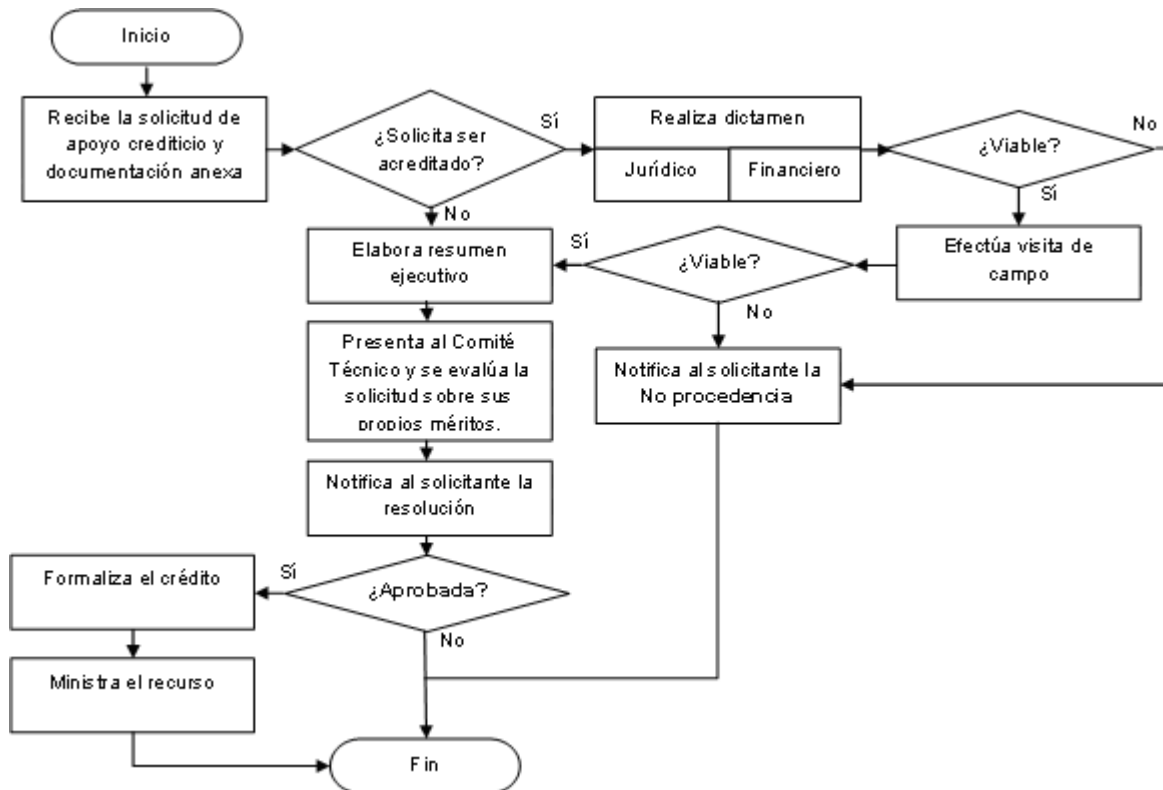 Inicio
Recibe la solicitud de
apoyo crediticio y
documentación anexa
¿Solicita ser
acreditado?
Sí
No
Realiza dictamen
Jurídico
Financiero
¿Viable?
No
Sí
Efectúa visita de
campo
¿Viable?
Sí
No
Elabora resumen
ejecutivo
Presenta al Comité
Técnico y se evalúa la
solicitud sobre sus
propios méritos.
Notifica al solicitante la
No procedencia
Notifica al solicitante la
resolución
¿Aprobada?
Sí
No
Formaliza el crédito
Ministra el recurso
Fin